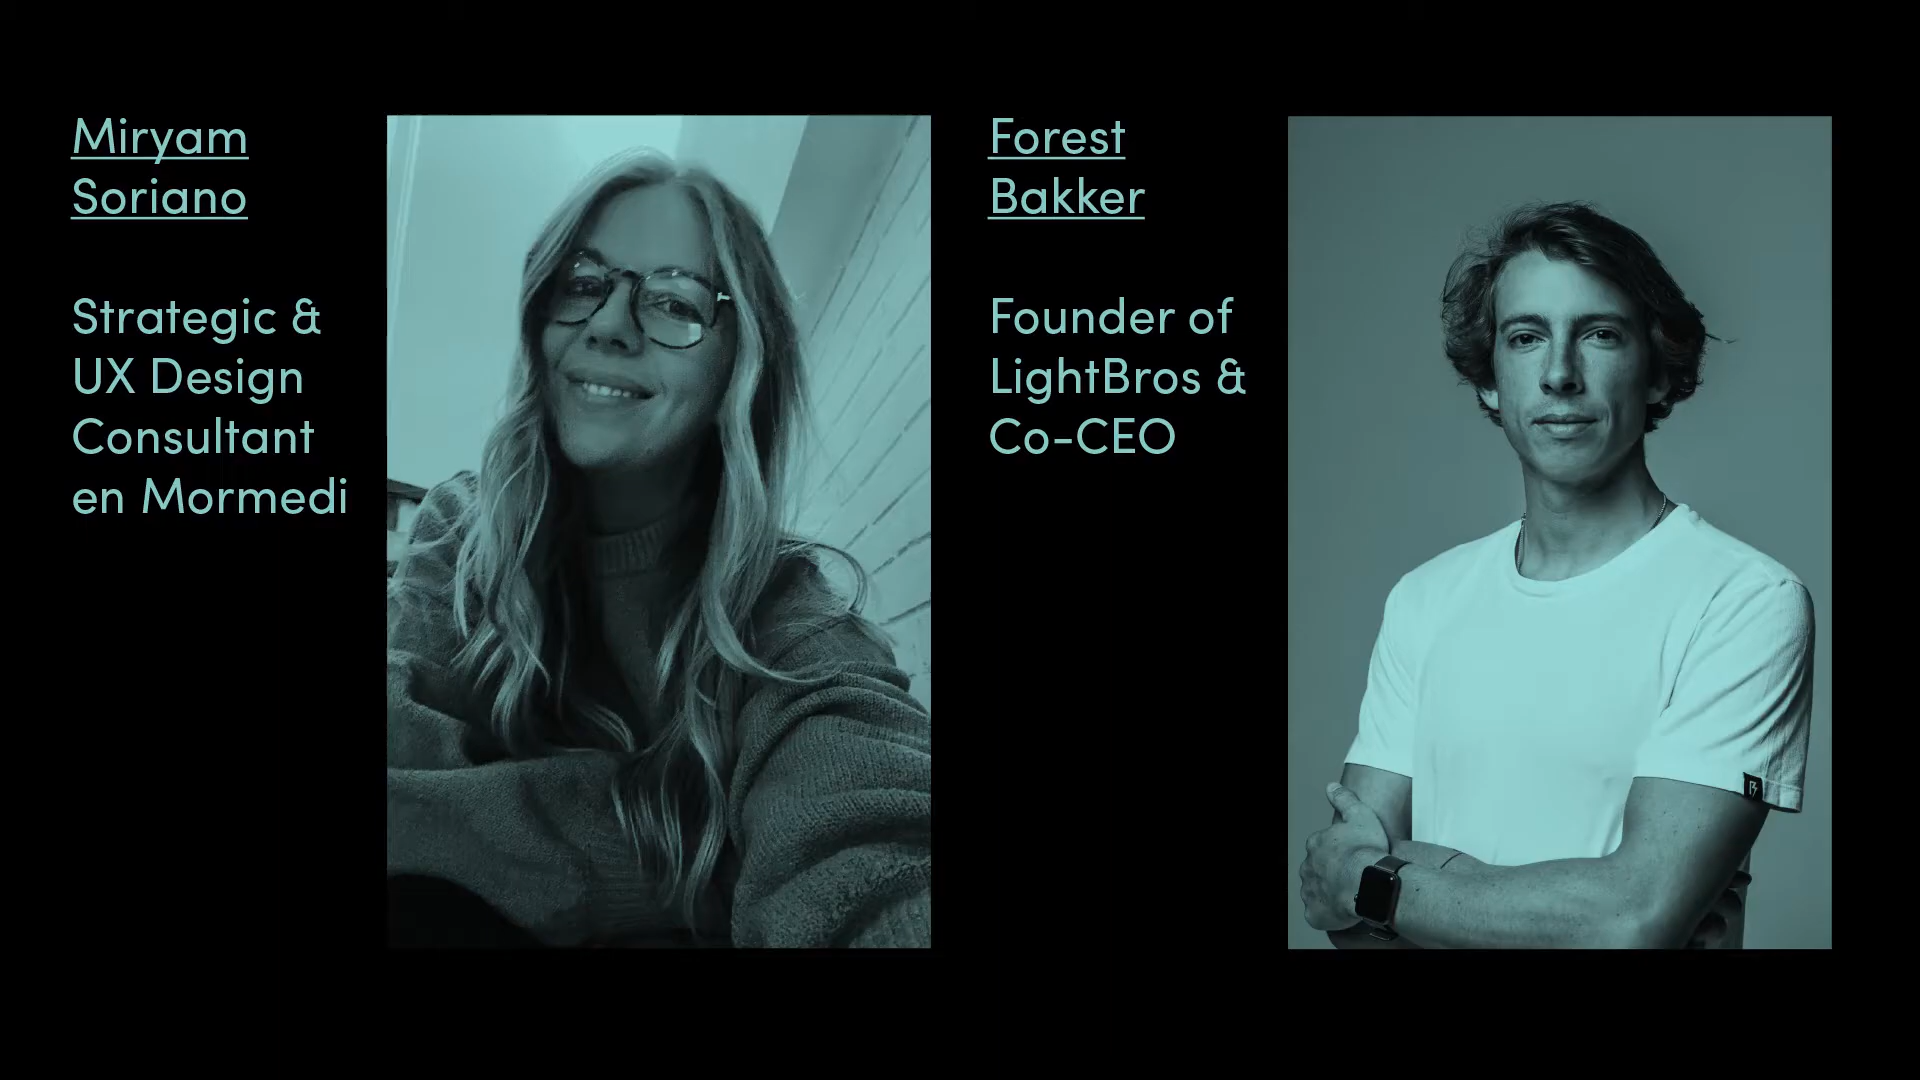 Miryam
Soriano
Strategic &
UX Design
Consultant
en Mormedi
Forest
Bakker
Founder of
LightBros &
Co-CEO